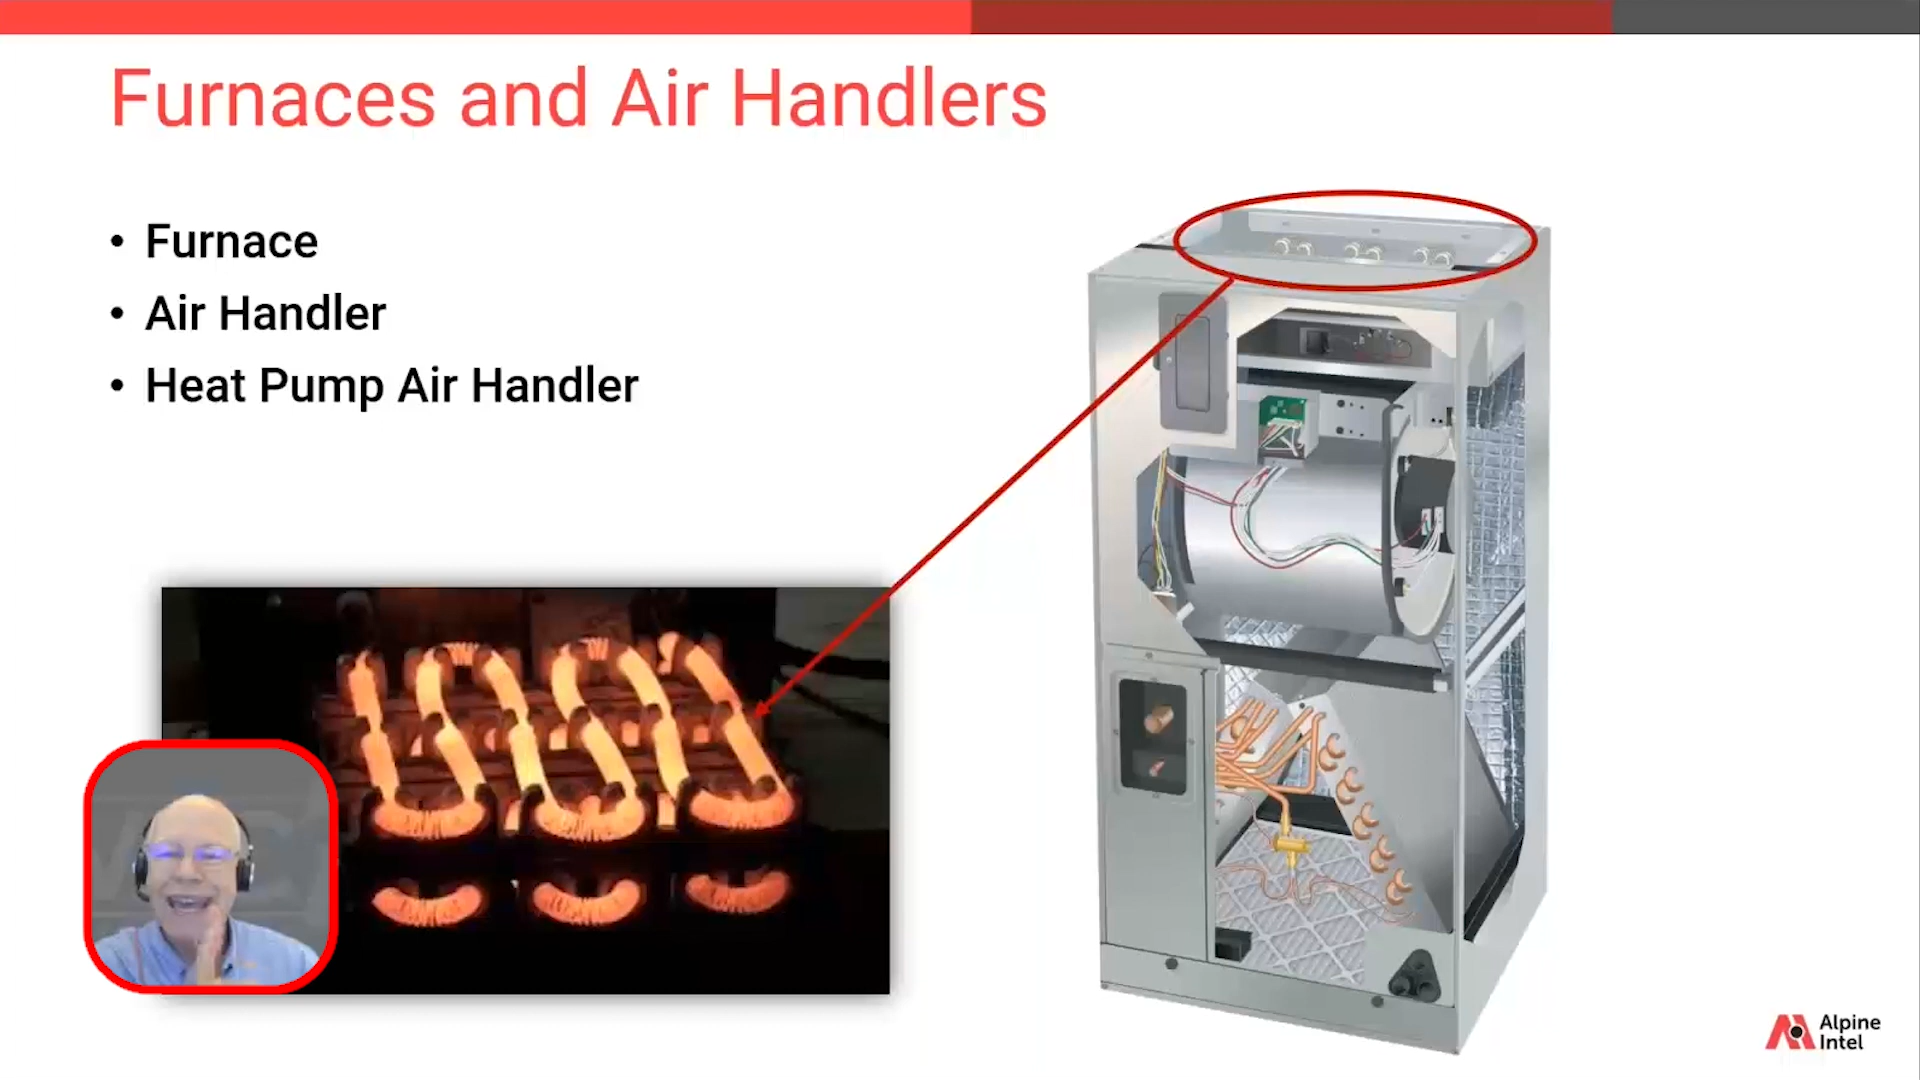 Furnaces and Air Handlers
• Furnace
• Air Handler
• Heat Pump Air Handler
Alpine
Intel